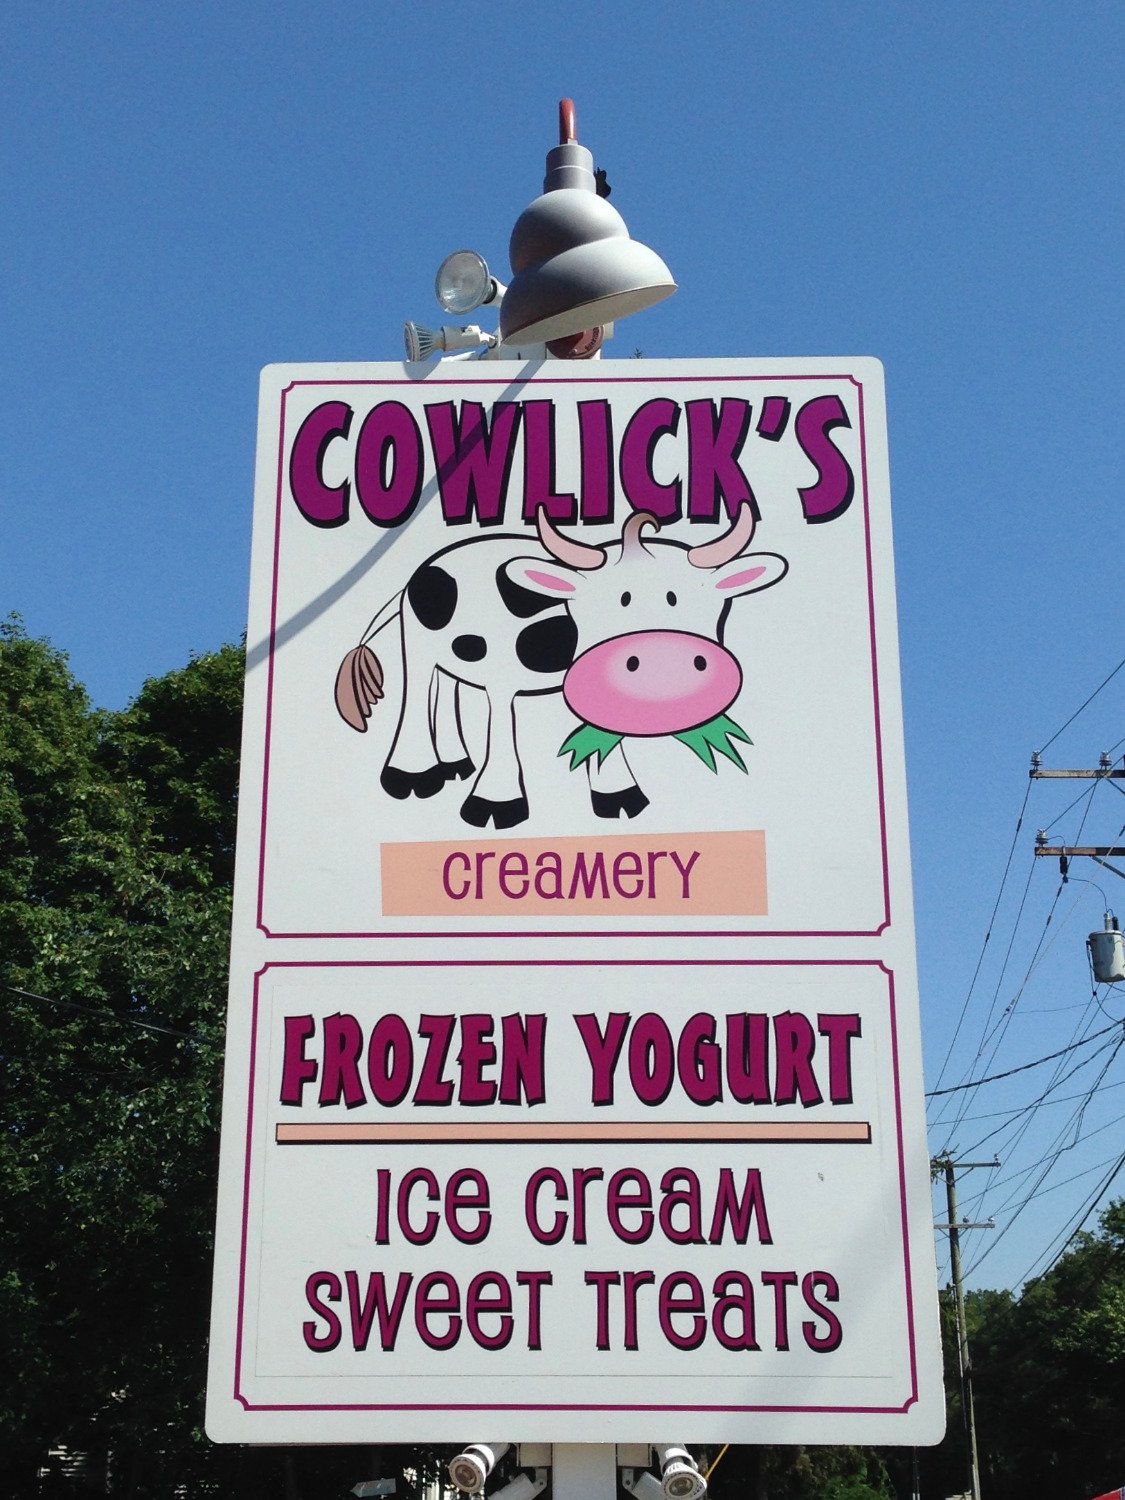 COWLICK'S
creamery
FROZEN YOGURT
ice cream
sweet treats